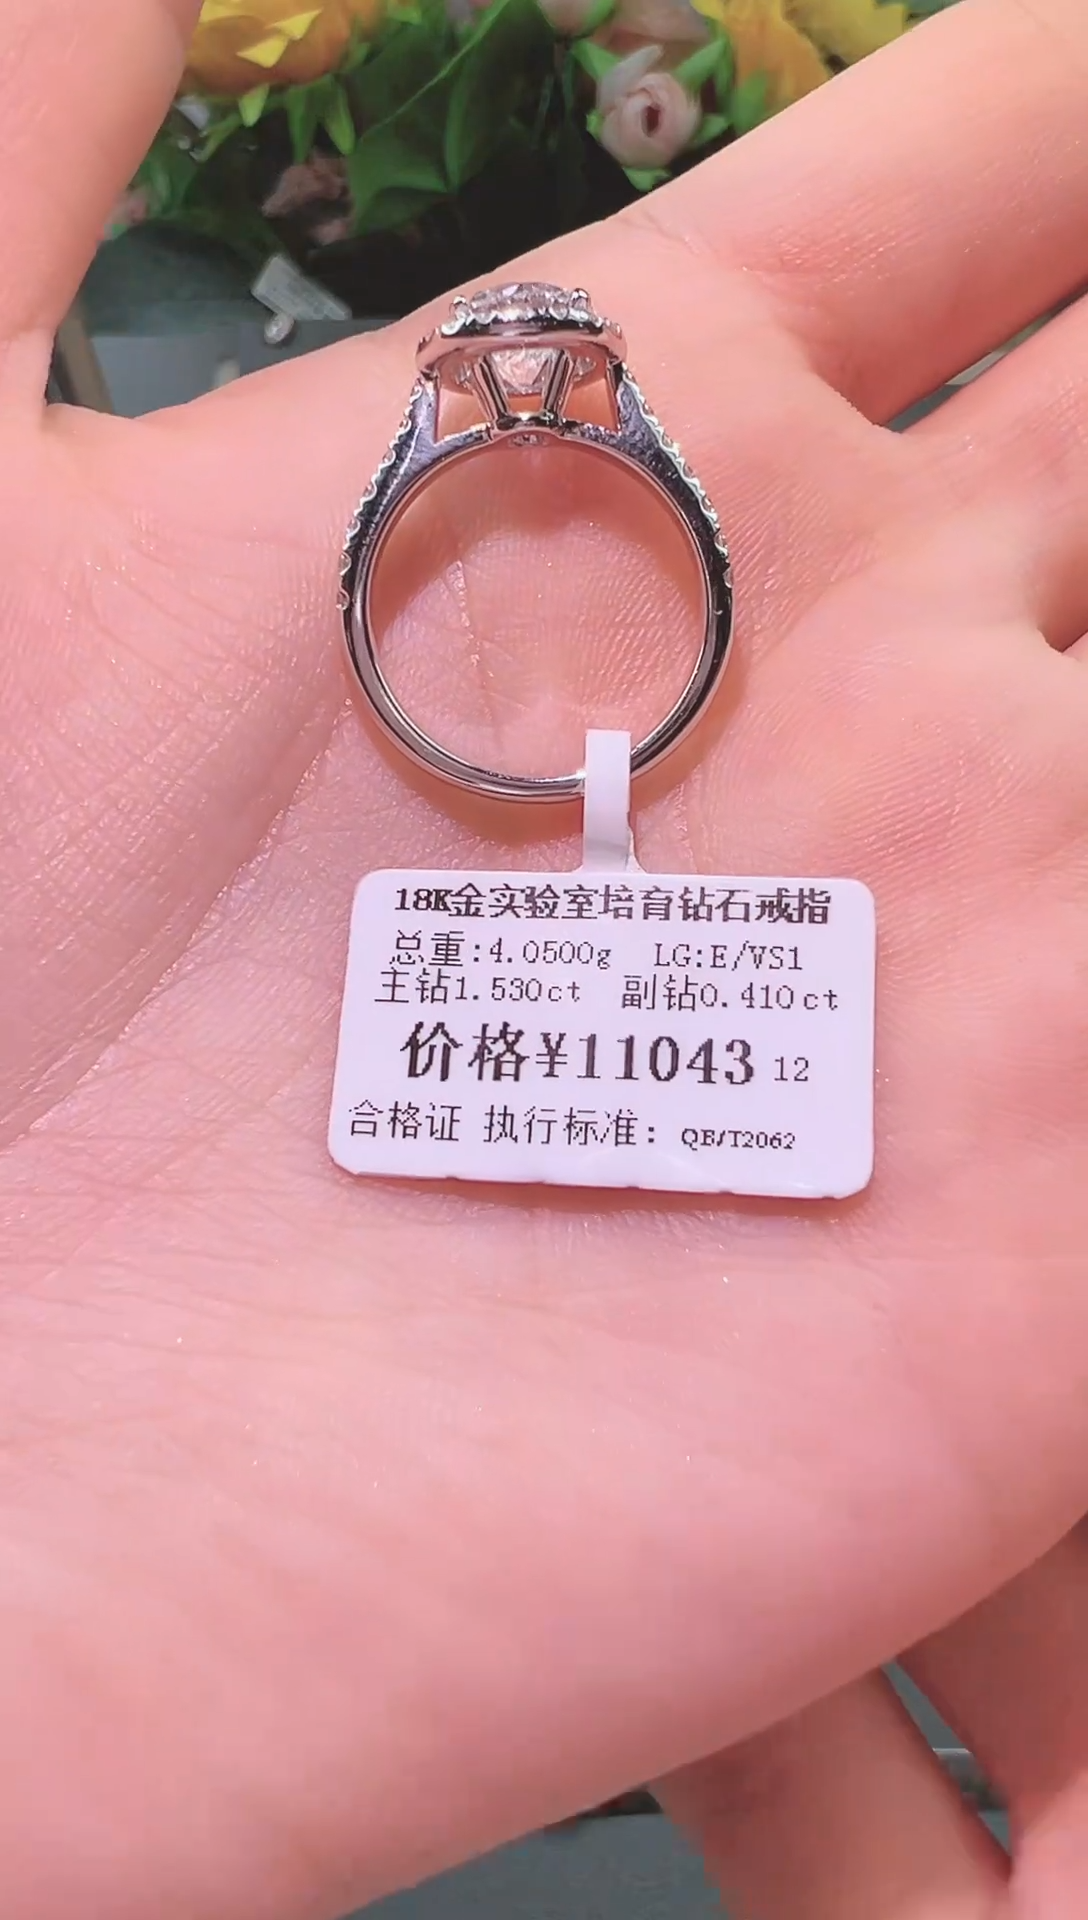 18K金实验室培育钻石戒指
总重:4.0500g LG:E/VS1
主钻1.530ct 副钻0.410ct
价格¥11043 12
合格证 执行标准: QB/T2062